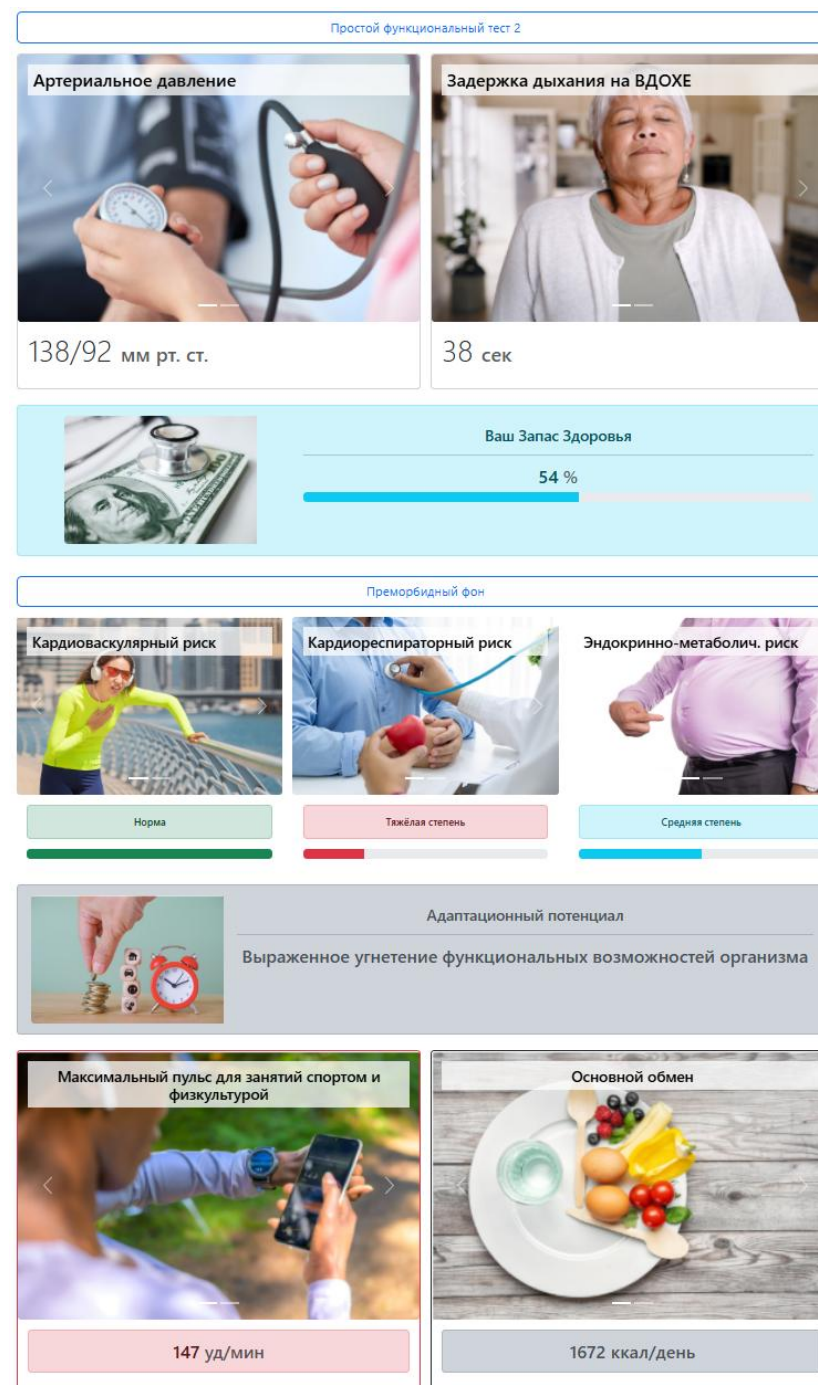 Простой функциональный тест 2
Артериальное давление
Задержка дыхания на ВДОХЕ
138/92 мм рт. ст.
38 сек
Ваш Запас Здоровья
54 %
Преморбидный фон
Кардиоваскулярный риск
Кардиореспираторный риск
Эндокринно-метаболич. риск
Норма
Тяжёлая степень
Средняя степень
Адаптационный потенциал
Выраженное угнетение функциональных возможностей организма
Максимальный пульс для занятий спортом и
физкультурой
Основной обмен
147 уд/мин
1672 ккал/день